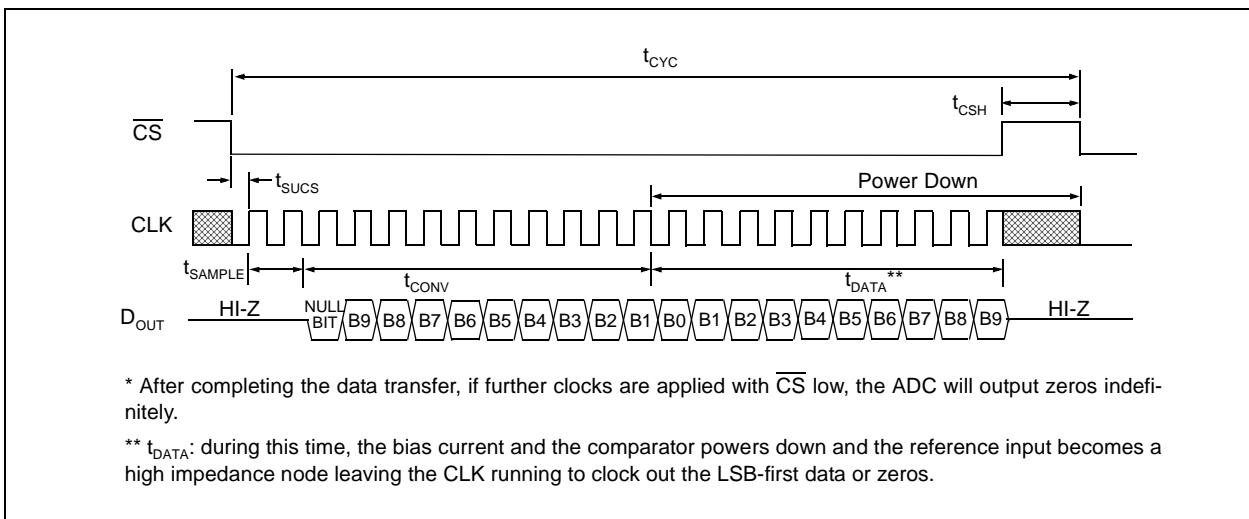 tCYC
tCSH
CS
tSUCS
Power Down
CLK
tSAMPLE
tCONV
tDATA**
DOUT
HI-Z
NULL BIT B9 B8 B7 B6 B5 B4 B3 B2 B1 B0 B1 B2 B3 B4 B5 B6 B7 B8 B9
HI-Z
* After completing the data transfer, if further clocks are applied with CS low, the ADC will output zeros indefi-
nitely.
** tDATA: during this time, the bias current and the comparator powers down and the reference input becomes a
high impedance node leaving the CLK running to clock out the LSB-first data or zeros.